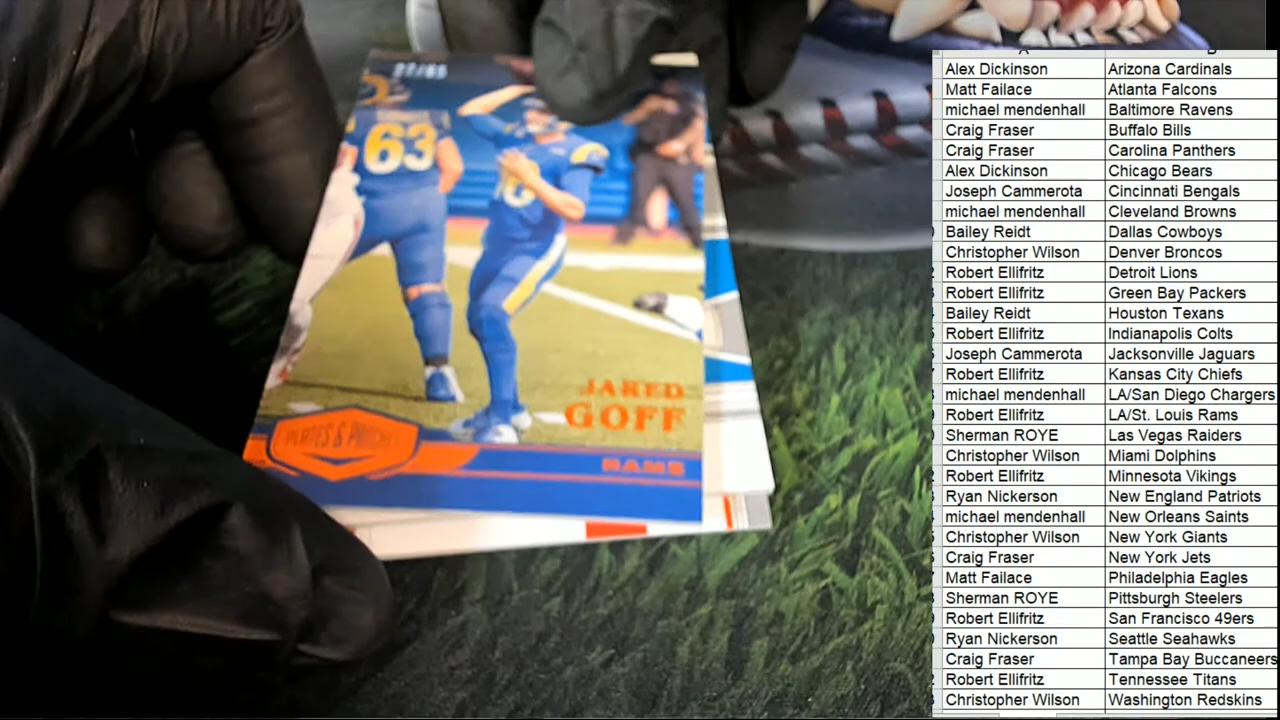 63
JARED
GOFF
PLATES & PATCHES
RAMS
A B
Alex Dickinson Arizona Cardinals
Matt Failace Atlanta Falcons
michael mendenhall Baltimore Ravens
Craig Fraser Buffalo Bills
Craig Fraser Carolina Panthers
Alex Dickinson Chicago Bears
Joseph Cammerota Cincinnati Bengals
michael mendenhall Cleveland Browns
Bailey Reidt Dallas Cowboys
Christopher Wilson Denver Broncos
Robert Ellifritz Detroit Lions
Robert Ellifritz Green Bay Packers
Bailey Reidt Houston Texans
Robert Ellifritz Indianapolis Colts
Joseph Cammerota Jacksonville Jaguars
Robert Ellifritz Kansas City Chiefs
michael mendenhall LA/San Diego Chargers
Robert Ellifritz LA/St. Louis Rams
Sherman ROYE Las Vegas Raiders
Christopher Wilson Miami Dolphins
Robert Ellifritz Minnesota Vikings
Ryan Nickerson New England Patriots
michael mendenhall New Orleans Saints
Christopher Wilson New York Giants
Craig Fraser New York Jets
Matt Failace Philadelphia Eagles
Sherman ROYE Pittsburgh Steelers
Robert Ellifritz San Francisco 49ers
Ryan Nickerson Seattle Seahawks
Craig Fraser Tampa Bay Buccaneers
Robert Ellifritz Tennessee Titans
Christopher Wilson Washington Redskins